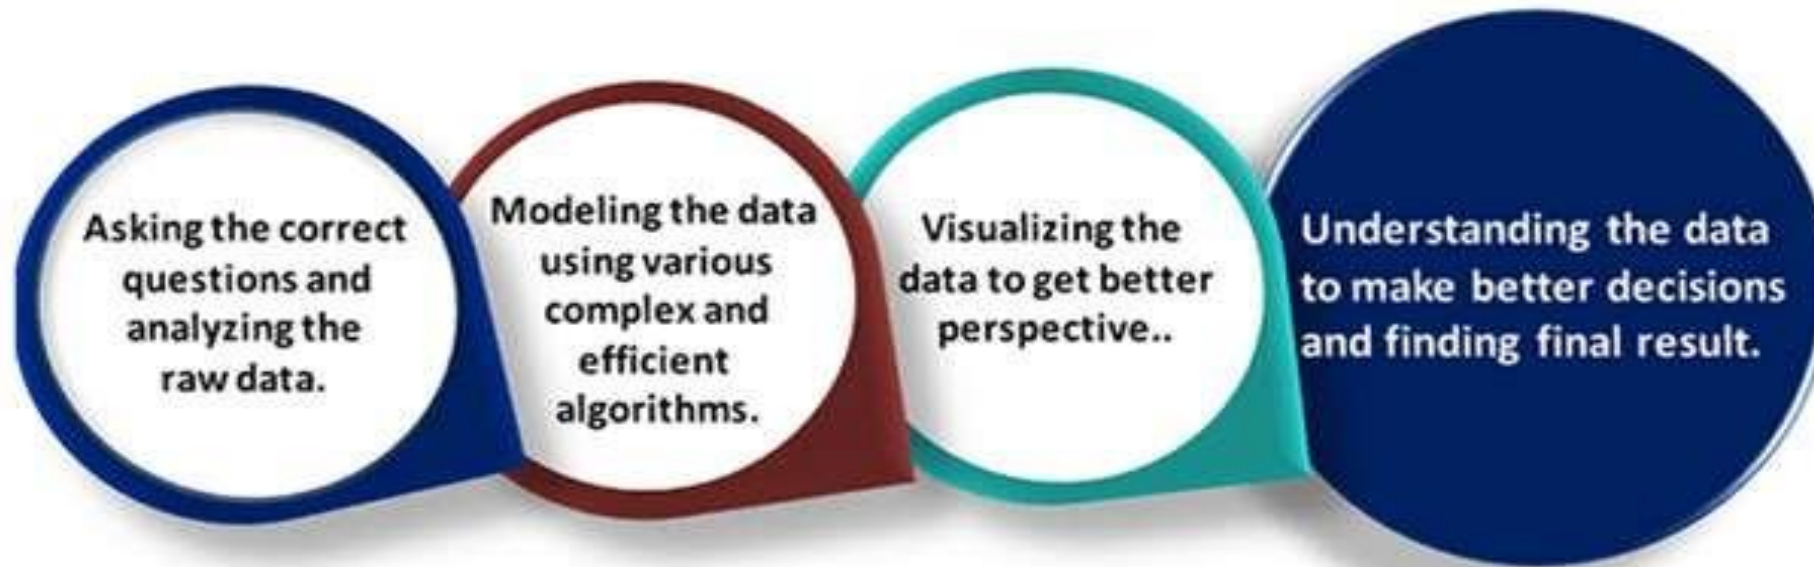 Asking the correct
questions and
analyzing the
raw data.
Modeling the data
using various
complex and
efficient
algorithms.
Visualizing the
data to get better
perspective..
Understanding the data
to make better decisions
and finding final result.